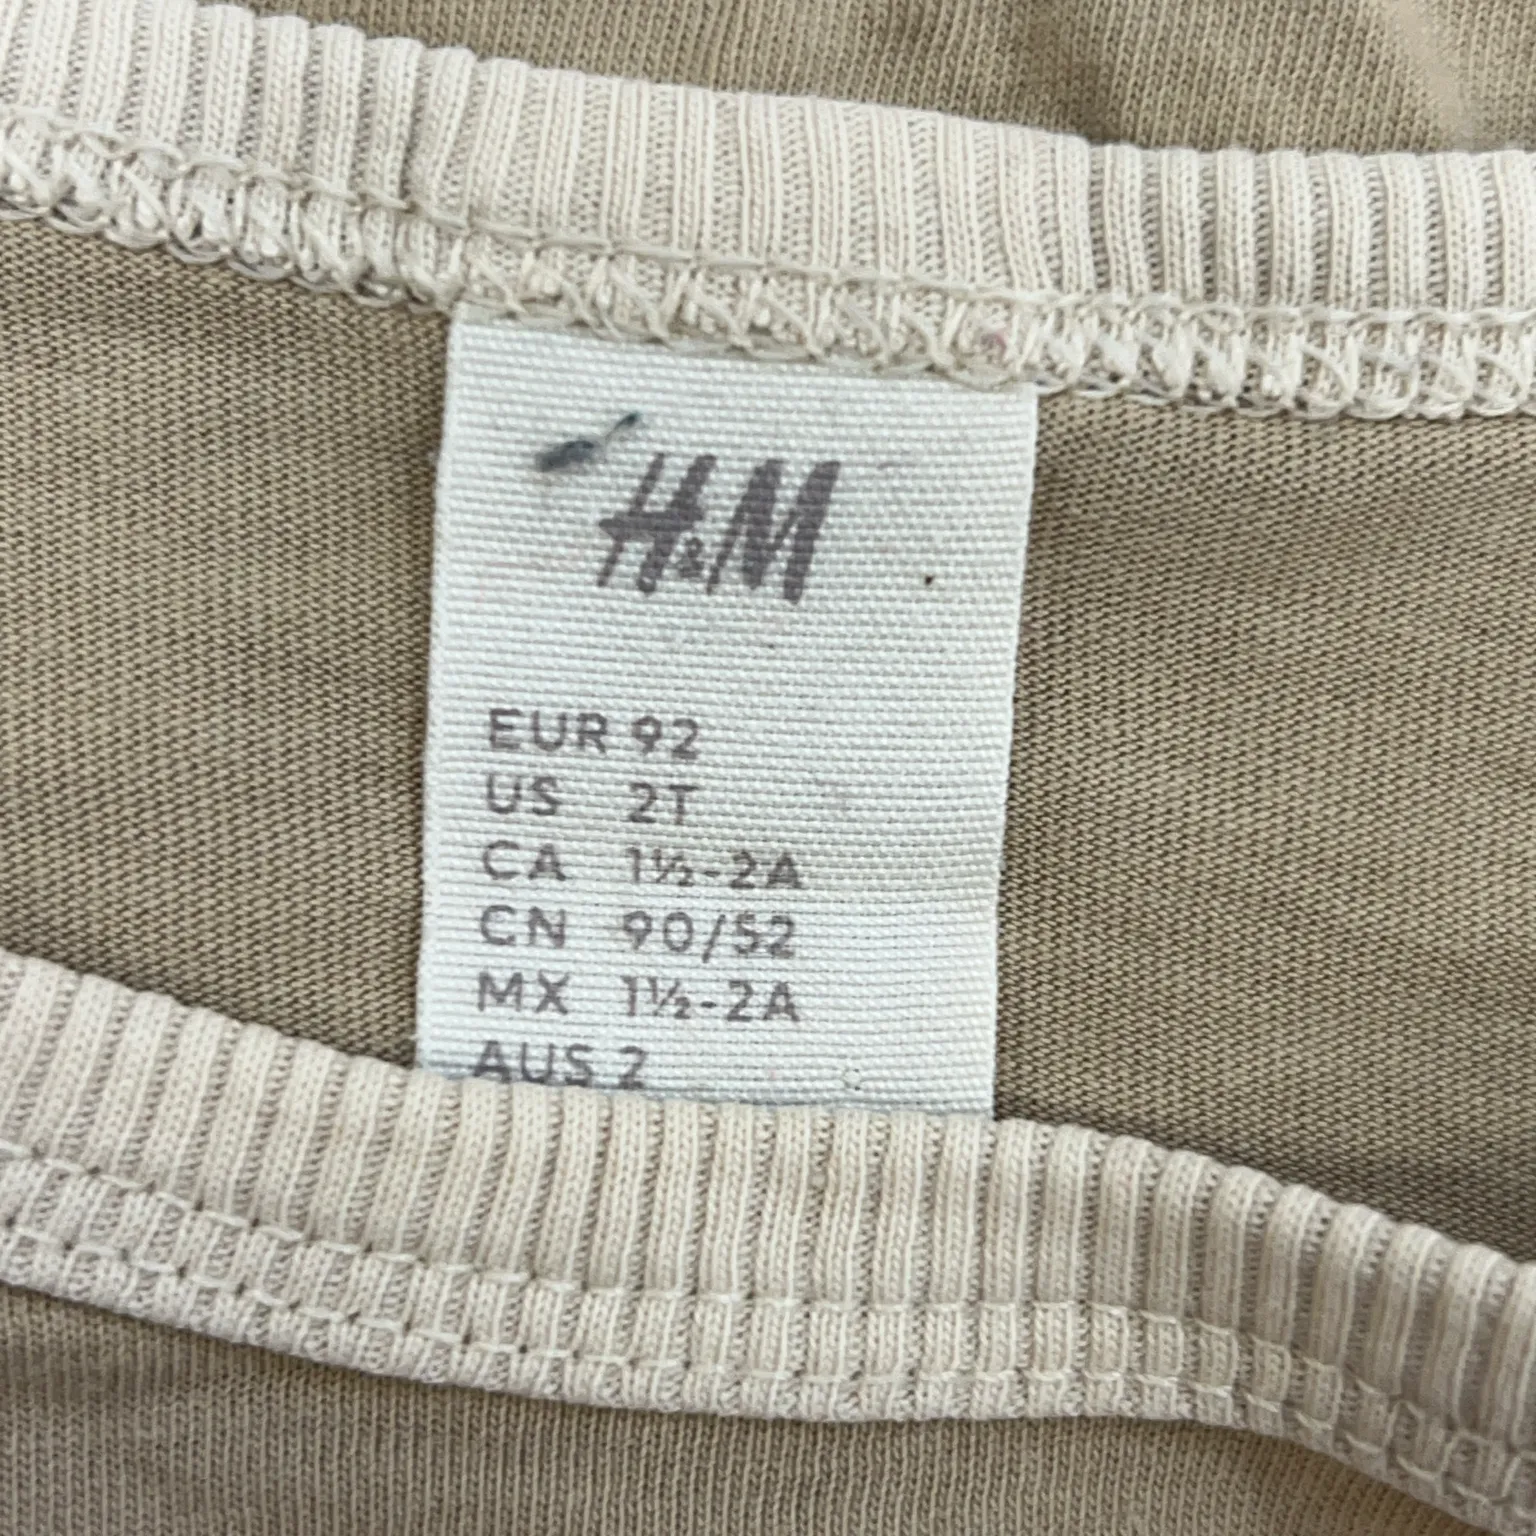 H&M
EUR 92
US 2T
CA 1½-2A
CN 90/52
MX 1½-2A
AUS 2